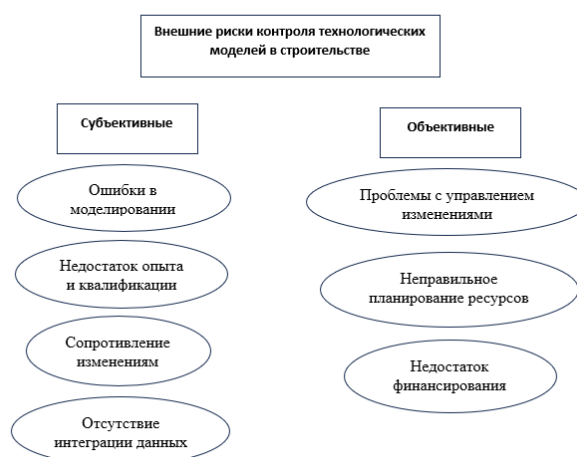 Внешние риски контроля технологических
моделей в строительстве
Субъективные
Ошибки в
моделировании
Недостаток опыта
и квалификации
Сопротивление
изменениям
Отсутствие
интеграции данных
Объективные
Проблемы с управлением
изменениями
Неправильное
планирование ресурсов
Недостаток
финансирования